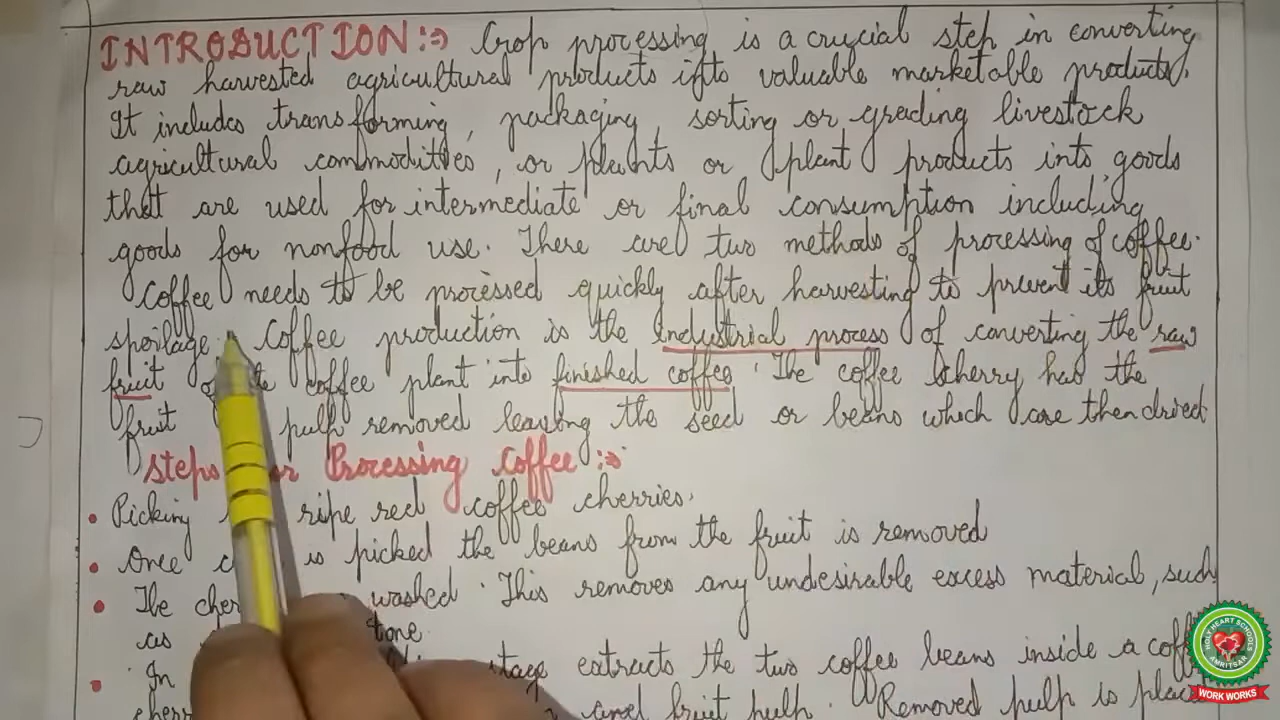 INTRODUCTION:⇒ Crop processing is a crucial step in converting
raw harvested agricultural products into valuable marketable products.
It includes transforming, packaging, sorting or grading livestock
agricultural commodities, or plants or plant products into goods
that are used for intermediate or final consumption including
goods for nonfood use. There are two methods of processing of coffee.
Coffee needs to be processed quickly after harvesting to prevent its fruit
spoilage. Coffee production is the industrial process of converting the raw
fruit of coffee plant into finished coffee. The coffee cherry has the
fruit pulp removed leaving the seed or beans which are then dried
Steps Processing Coffee :⇒
• Picking ripe red coffee cherries.
• Once is picked the beans from the fruit is removed
• The washed. This removes any undesirable excess material, such
as
• In stage extracts the two coffee beans inside a
and fruit pulp. Removed pulp is
HOLY HEART SCHOOLS
AMRITSAR
WORK WORKS